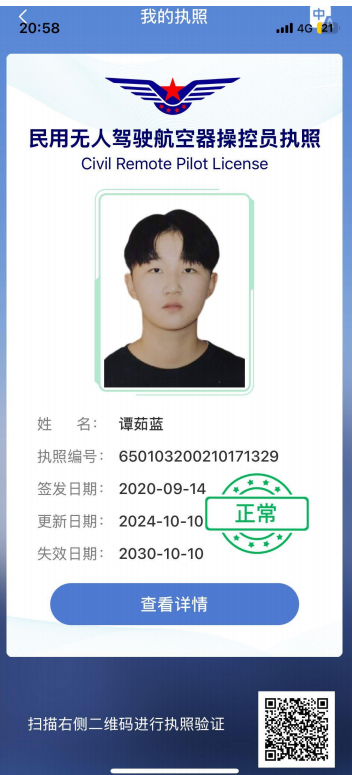 我的执照
中
20:58
4G 21
民用无人驾驶航空器操控员执照
Civil Remote Pilot License
姓 名： 谭茹蓝
执照编号： 650103200210171329
签发日期： 2020-09-14
更新日期： 2024-10-10
正常
失效日期： 2030-10-10
查看详情
扫描右侧二维码进行执照验证